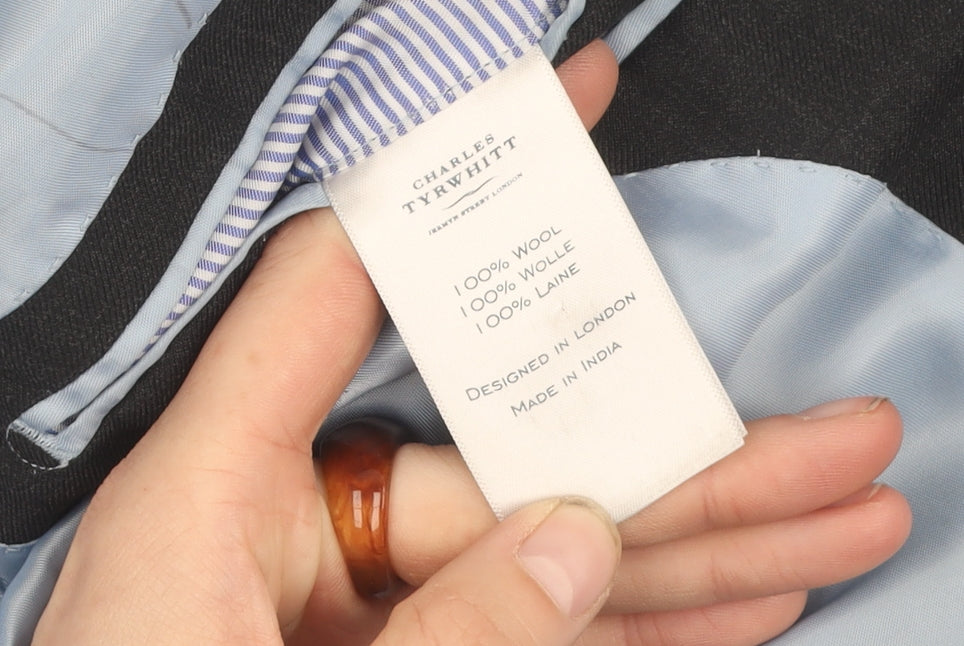 CHARLES
TYRWHITT
JERMYN STREET LONDON
100% WOOL
100% WOLLE
100% LAINE
DESIGNED IN LONDON
MADE IN INDIA